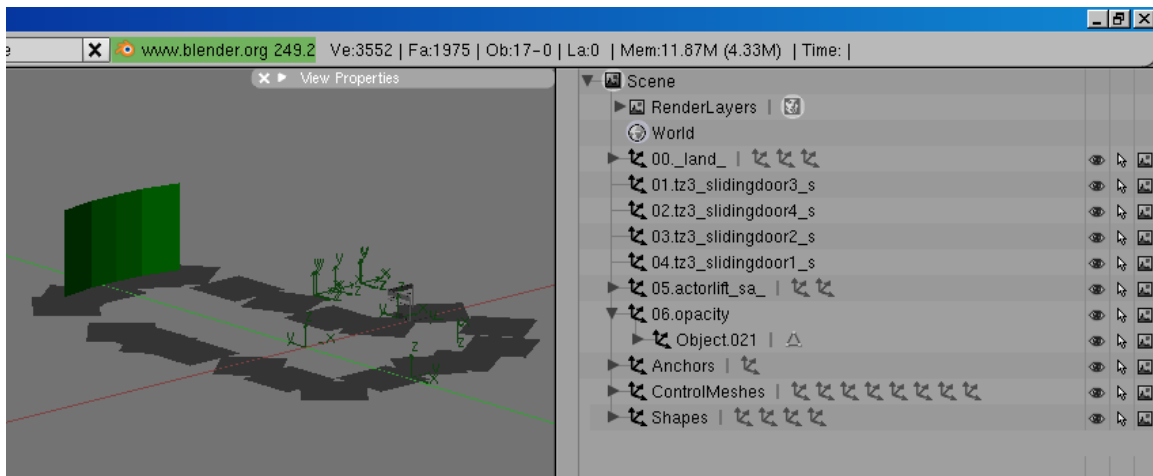 e www.blender.org 249.2 Ve:3552 | Fa:1975 | Ob:17-0 | La:0 | Mem:11.87M (4.33M) | Time: |
View Properties
Scene
RenderLayers |
World
00._land_ |
01.tz3_slidingdoor3_s
02.tz3_slidingdoor4_s
03.tz3_slidingdoor2_s
04.tz3_slidingdoor1_s
05.actorlift_sa_ |
06.opacity
Object.021 |
Anchors |
ControlMeshes |
Shapes |